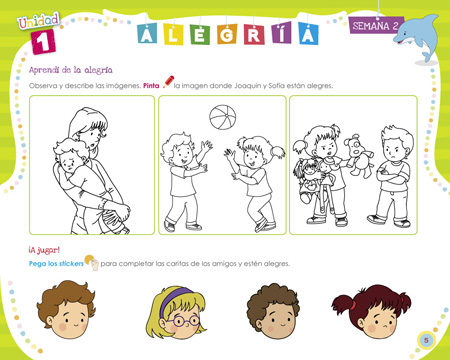 Unidad
1
ALEGRÍA
SEMANA 2
Aprendí de la alegría
Observa y describe las imágenes. Pinta la imagen donde Joaquín y Sofía están alegres.
¡A jugar!
Pega los stickers para completar las caritas de los amigos y estén alegres.
5